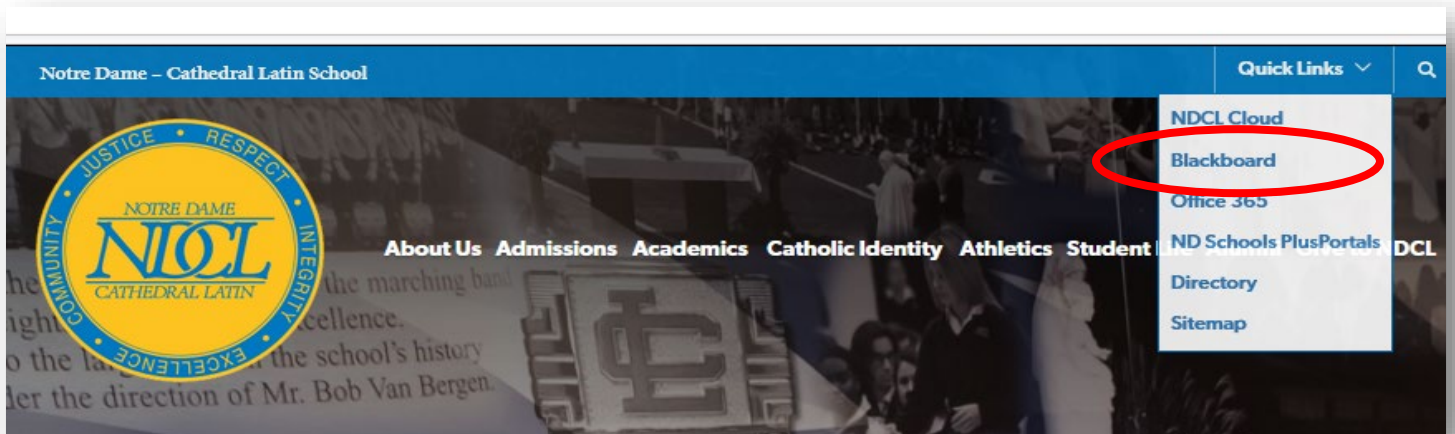 Notre Dame – Cathedral Latin School
Quick Links
NDCL Cloud
Blackboard
Office 365
ND Schools PlusPortals
Directory
Sitemap
COMMUNITY • JUSTICE • RESPECT • INTEGRITY • EXCELLENCE •
NOTRE DAME
NDCL
CATHEDRAL LATIN
About Us Admissions Academics Catholic Identity Athletics Student NDCL
the marching band
the school's history
the direction of Mr. Bob Van Bergen.